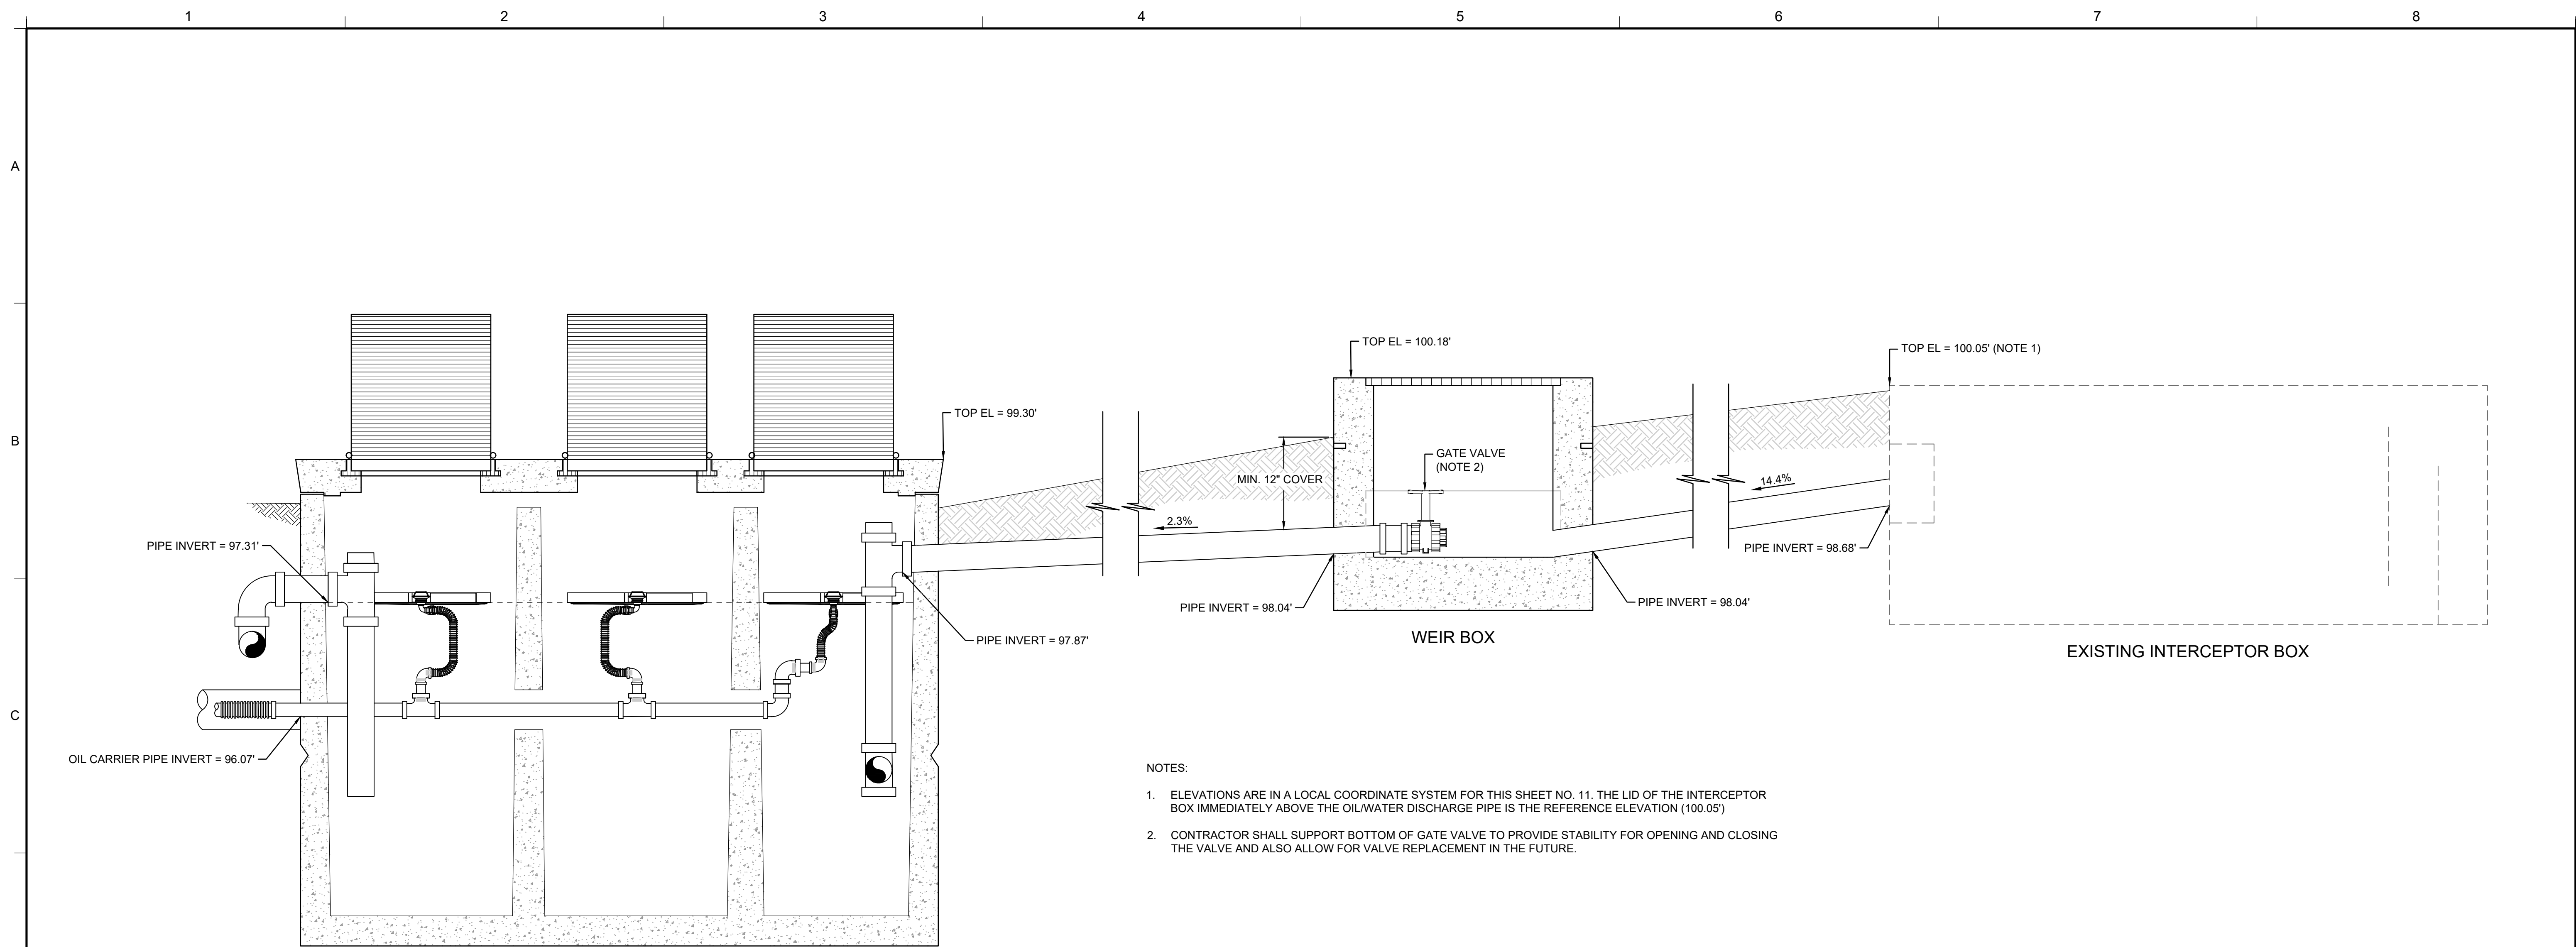 1 2 3 4 5 6 7 8
A
TOP EL = 100.18'
TOP EL = 100.05' (NOTE 1)
TOP EL = 99.30'
B
GATE VALVE
(NOTE 2)
MIN. 12" COVER
14.4%
2.3%
PIPE INVERT = 97.31'
PIPE INVERT = 98.68'
PIPE INVERT = 98.04'
PIPE INVERT = 98.04'
PIPE INVERT = 97.87'
WEIR BOX
EXISTING INTERCEPTOR BOX
C
OIL CARRIER PIPE INVERT = 96.07'
NOTES:
1. ELEVATIONS ARE IN A LOCAL COORDINATE SYSTEM FOR THIS SHEET NO. 11. THE LID OF THE INTERCEPTOR
BOX IMMEDIATELY ABOVE THE OIL/WATER DISCHARGE PIPE IS THE REFERENCE ELEVATION (100.05')
2. CONTRACTOR SHALL SUPPORT BOTTOM OF GATE VALVE TO PROVIDE STABILITY FOR OPENING AND CLOSING
THE VALVE AND ALSO ALLOW FOR VALVE REPLACEMENT IN THE FUTURE.